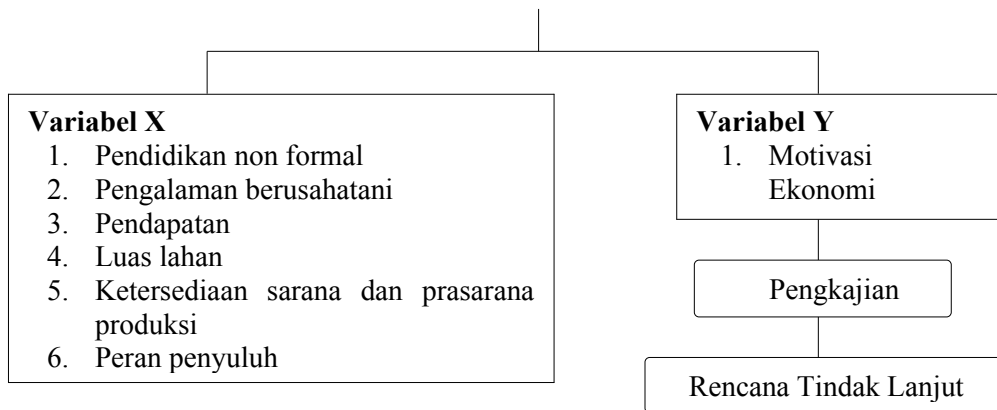 Variabel X
1. Pendidikan non formal
2. Pengalaman berusahatani
3. Pendapatan
4. Luas lahan
5. Ketersediaan sarana dan prasarana
produksi
6. Peran penyuluh
Variabel Y
1. Motivasi
Ekonomi
Pengkajian
Rencana Tindak Lanjut